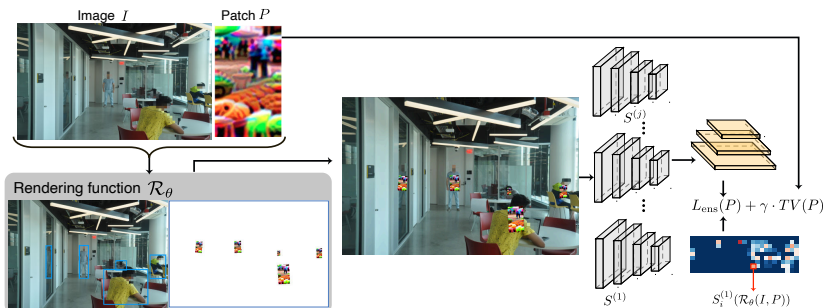 Image I
Patch P
Rendering function R_θ
S^(j)
S^(1)
L_ens(P) + γ · TV(P)
S_i^(1)(R_θ(I, P))